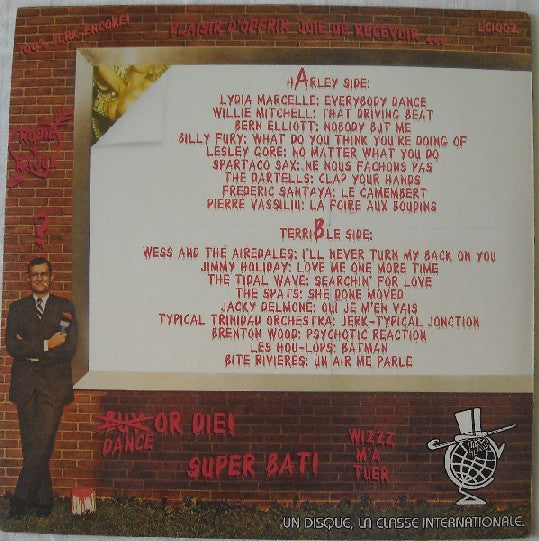 100% JERK ENCORE!
PLAISIR D'OFFRIR JOIE DE RECEVOIR ...
LCI002
HARLEY SIDE:
LYDIA MARCELLE: EVERYBODY DANCE
WILLIE MITCHELL: THAT DRIVING BEAT
BERN ELLIOTT: NOBODY BUT ME
BILLY FURY: WHAT DO YOU THINK YOU'RE DOING OF
LESLEY GORE: NO MATTER WHAT YOU DO
SPARTACO SAX: NE NOUS FACHONS PAS
THE DARTELLS: CLAP YOUR HANDS
FREDERIC SANTAYA: LE CAMEMBERT
PIERRE VASSILIU: LA FOIRE AUX BOUDINS
TERRIBLE SIDE:
WESS AND THE AIREDALES: I'LL NEVER TURN MY BACK ON YOU
JIMMY HOLIDAY: LOVE ME ONE MORE TIME
THE TIDAL WAVE: SEARCHIN' FOR LOVE
THE SPATS: SHE DONE MOVED
JACKY DELMONE: OUI JE M'EN VAIS
TYPICAL TRINIDAD ORCHESTRA: JERK-TYPICAL JONCTION
BRENTON WOOD: PSYCHOTIC REACTION
LES HOU-LOPS: BATMAN
BITE RIVIERES: UN AIR ME PARLE
BUY OR DIE!
DANCE
SUPER BATI
WIZZZ
M'A
TUER
UN DISQUE, LA CLASSE INTERNATIONALE.